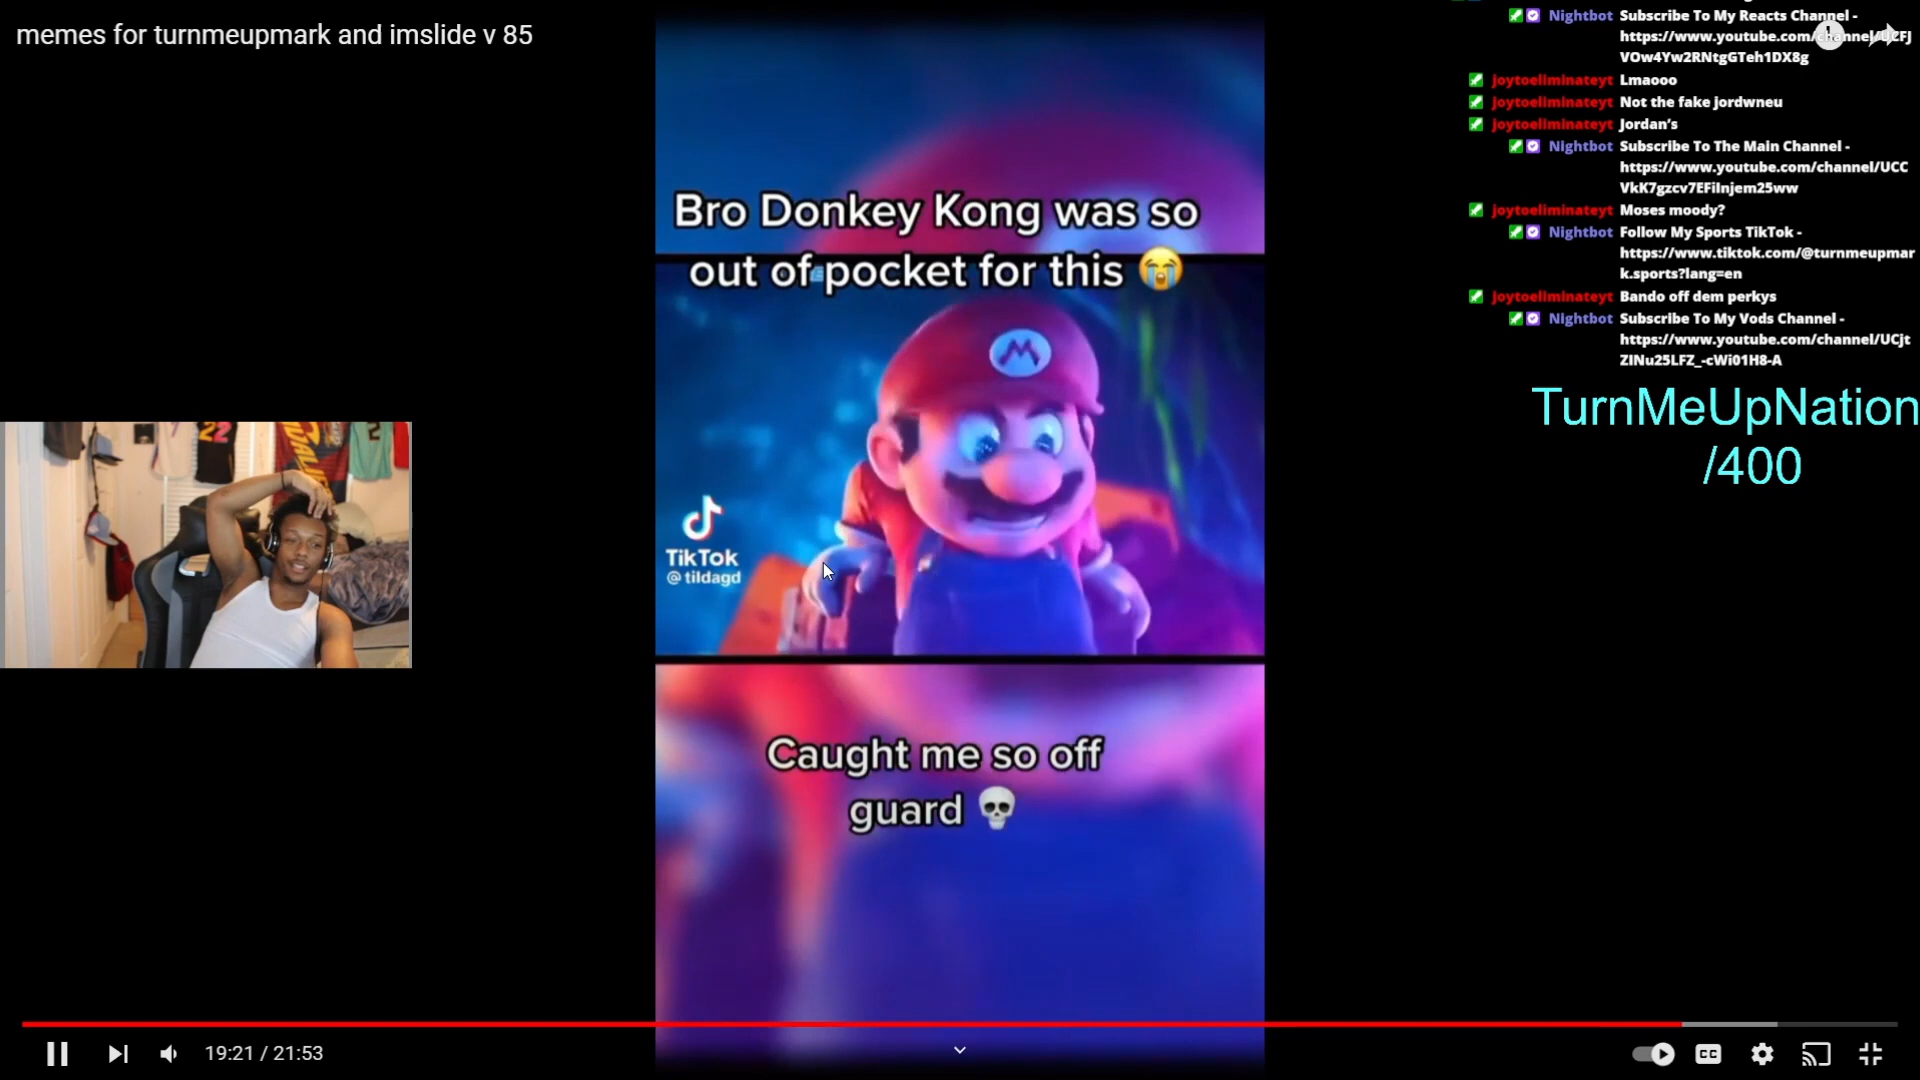 memes for turnmeupmark and imslide v 85
Nightbot Subscribe To My Reacts Channel -
https://www.youtube.com/channel/UCFJ
VOw4Yw2RNtgGTeh1DX8g
joytoeliminateyt Lmaooo
joytoeliminateyt Not the fake jordwneu
joytoeliminateyt Jordan's
Nightbot Subscribe To The Main Channel -
https://www.youtube.com/channel/UCC
VkK7gzcv7EFiInjem25ww
joytoeliminateyt Moses moody?
Nightbot Follow My Sports TikTok -
https://www.tiktok.com/@turnmeupmar
k.sports?lang=en
joytoeliminateyt Bando off dem perkys
Nightbot Subscribe To My Vods Channel -
https://www.youtube.com/channel/UCjt
ZINu25LFZ_-cWi01H8-A
TurnMeUpNation
/400
Bro Donkey Kong was so
out of pocket for this 😭
M
TikTok
@tildagd
Caught me so off
guard 💀
19:21 / 21:53
CC